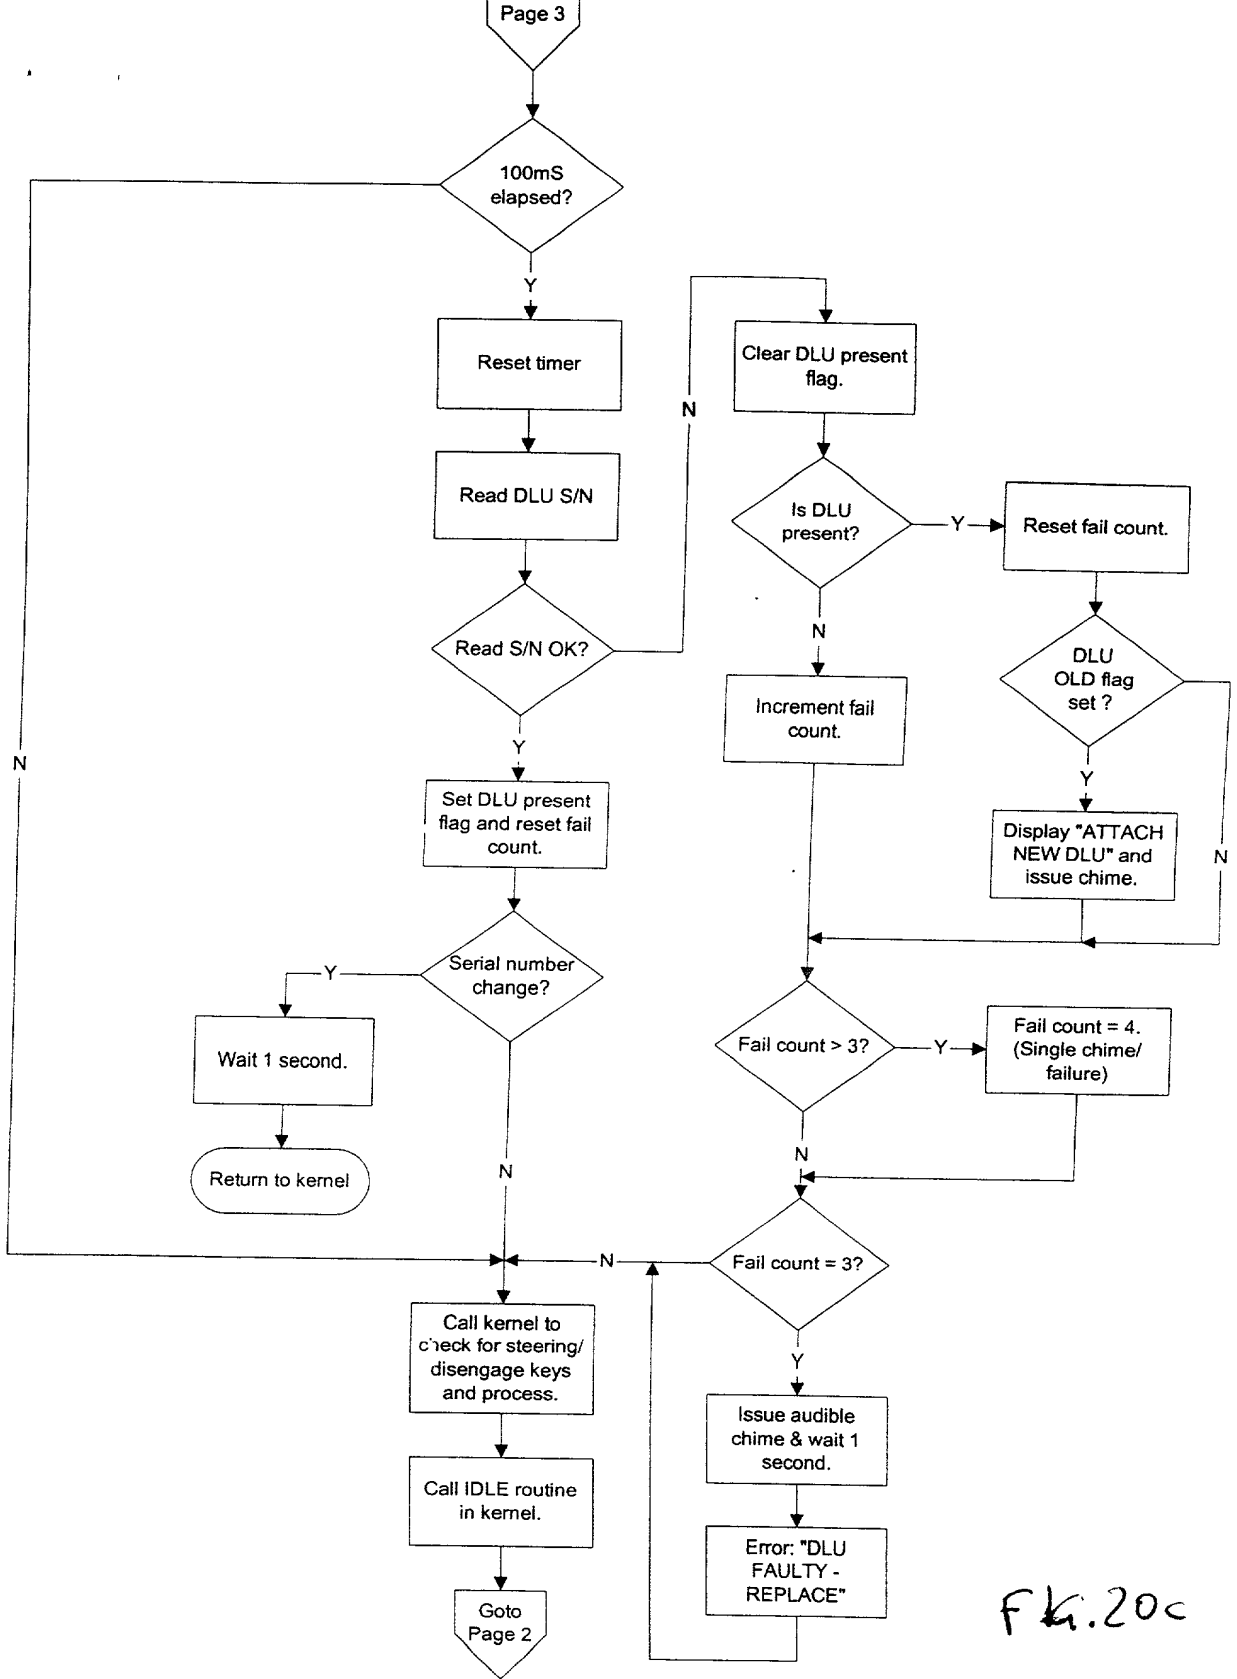 Page 3
100mS
elapsed?
N
Y
Reset timer
Read DLU S/N
Read S/N OK?
N
Y
Set DLU present
flag and reset fail
count.
Serial number
change?
Y
Wait 1 second.
Return to kernel
N
Clear DLU present
flag.
Is DLU
present?
Y
Reset fail count.
N
Increment fail
count.
DLU
OLD flag
set ?
Y
N
Display "ATTACH
NEW DLU" and
issue chime.
Fail count > 3?
Y
Fail count = 4.
(Single chime/
failure)
N
Fail count = 3?
N
Y
Issue audible
chime & wait 1
second.
Error: "DLU
FAULTY -
REPLACE"
Call kernel to
check for steering/
disengage keys
and process.
Call IDLE routine
in kernel.
Goto
Page 2
FIG. 20c